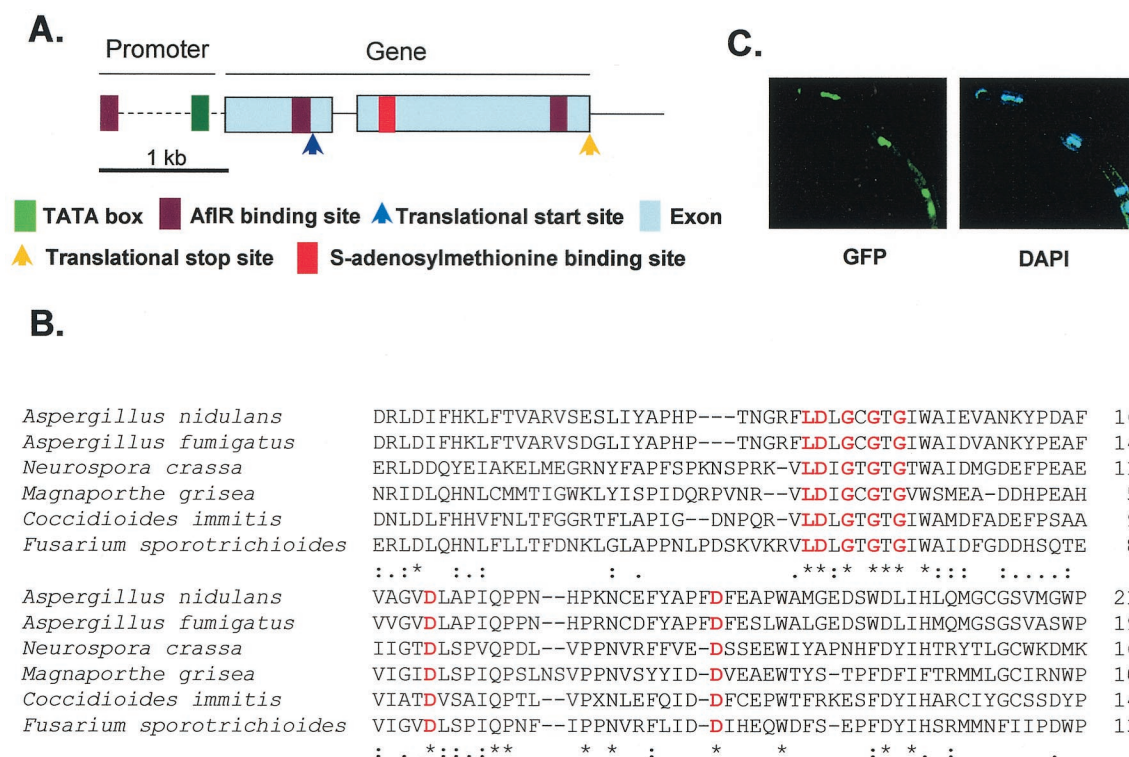 A.
Promoter
Gene
1 kb
TATA box AflR binding site Translational start site Exon
Translational stop site S-adenosylmethionine binding site
C.
GFP DAPI
B.
Aspergillus nidulans DRLDIFHKLFTVARVSESLIYAPHP---TNGRFLDLGCGTGIWAIEVANKYPDAF
Aspergillus fumigatus DRLDIFHKLFTVARVSDGLIYAPHP---TNGRFLDLGCGTGIWAIDVANKYPEAF
Neurospora crassa ERLDDQYEIAKELMEGRNYFAPFSPKNSPRK-VLDIGTGTGTWAIDMGDEFPEAE
Magnaporthe grisea NRIDLQHNLCMMTIGWKLYISPIDQRPVNR--VLDIGCGTGVWSMEA-DDHPEAH
Coccidioides immitis DNLDLFHHVFNLTFGGRTFLAPIG--DNPQR-VLDIGTGTGIWAMDFADEFPSAA
Fusarium sporotrichioides ERLDLQHNLFLLTFDNKLGLAPPNLPDSKVKRVLDLGTGTGIWAIDFGDDHSQTE
:.:* :.: : . .**:* *** *::: :....:
Aspergillus nidulans VAGVDLAPIQPPN--HPKNCEFYAPFDFEAPWAMGEDSWDLIHLQMGCGSVMGWP
Aspergillus fumigatus VVGVDLAPIQPPN--HPRNCDFYAPFDFESLWALGEDSWDLIHMQMGSGSVASWP
Neurospora crassa IIGTDLSPVQPDL--VPPNVRFFVE-DSSEEWIYAPNHFDYIHTRYTLGCWKDMK
Magnaporthe grisea VIGIDLSPIQPSLNSVPPNVSYYID-DVEAEWTYS-TPFDFIFTRMMLGCIRNWP
Coccidioides immitis VIATDVSAIQPTL--VPXNLEFQID-DFCEPWTFRKESFDYIHARCIYGCSSDYP
Fusarium sporotrichioides VIGVDLSPIQPNF--IPPNVRFLID-DIHEQWDFS-EPFDYIHSRMMNFIIPDWP
: . *::.:** * * : * * :* *. : .